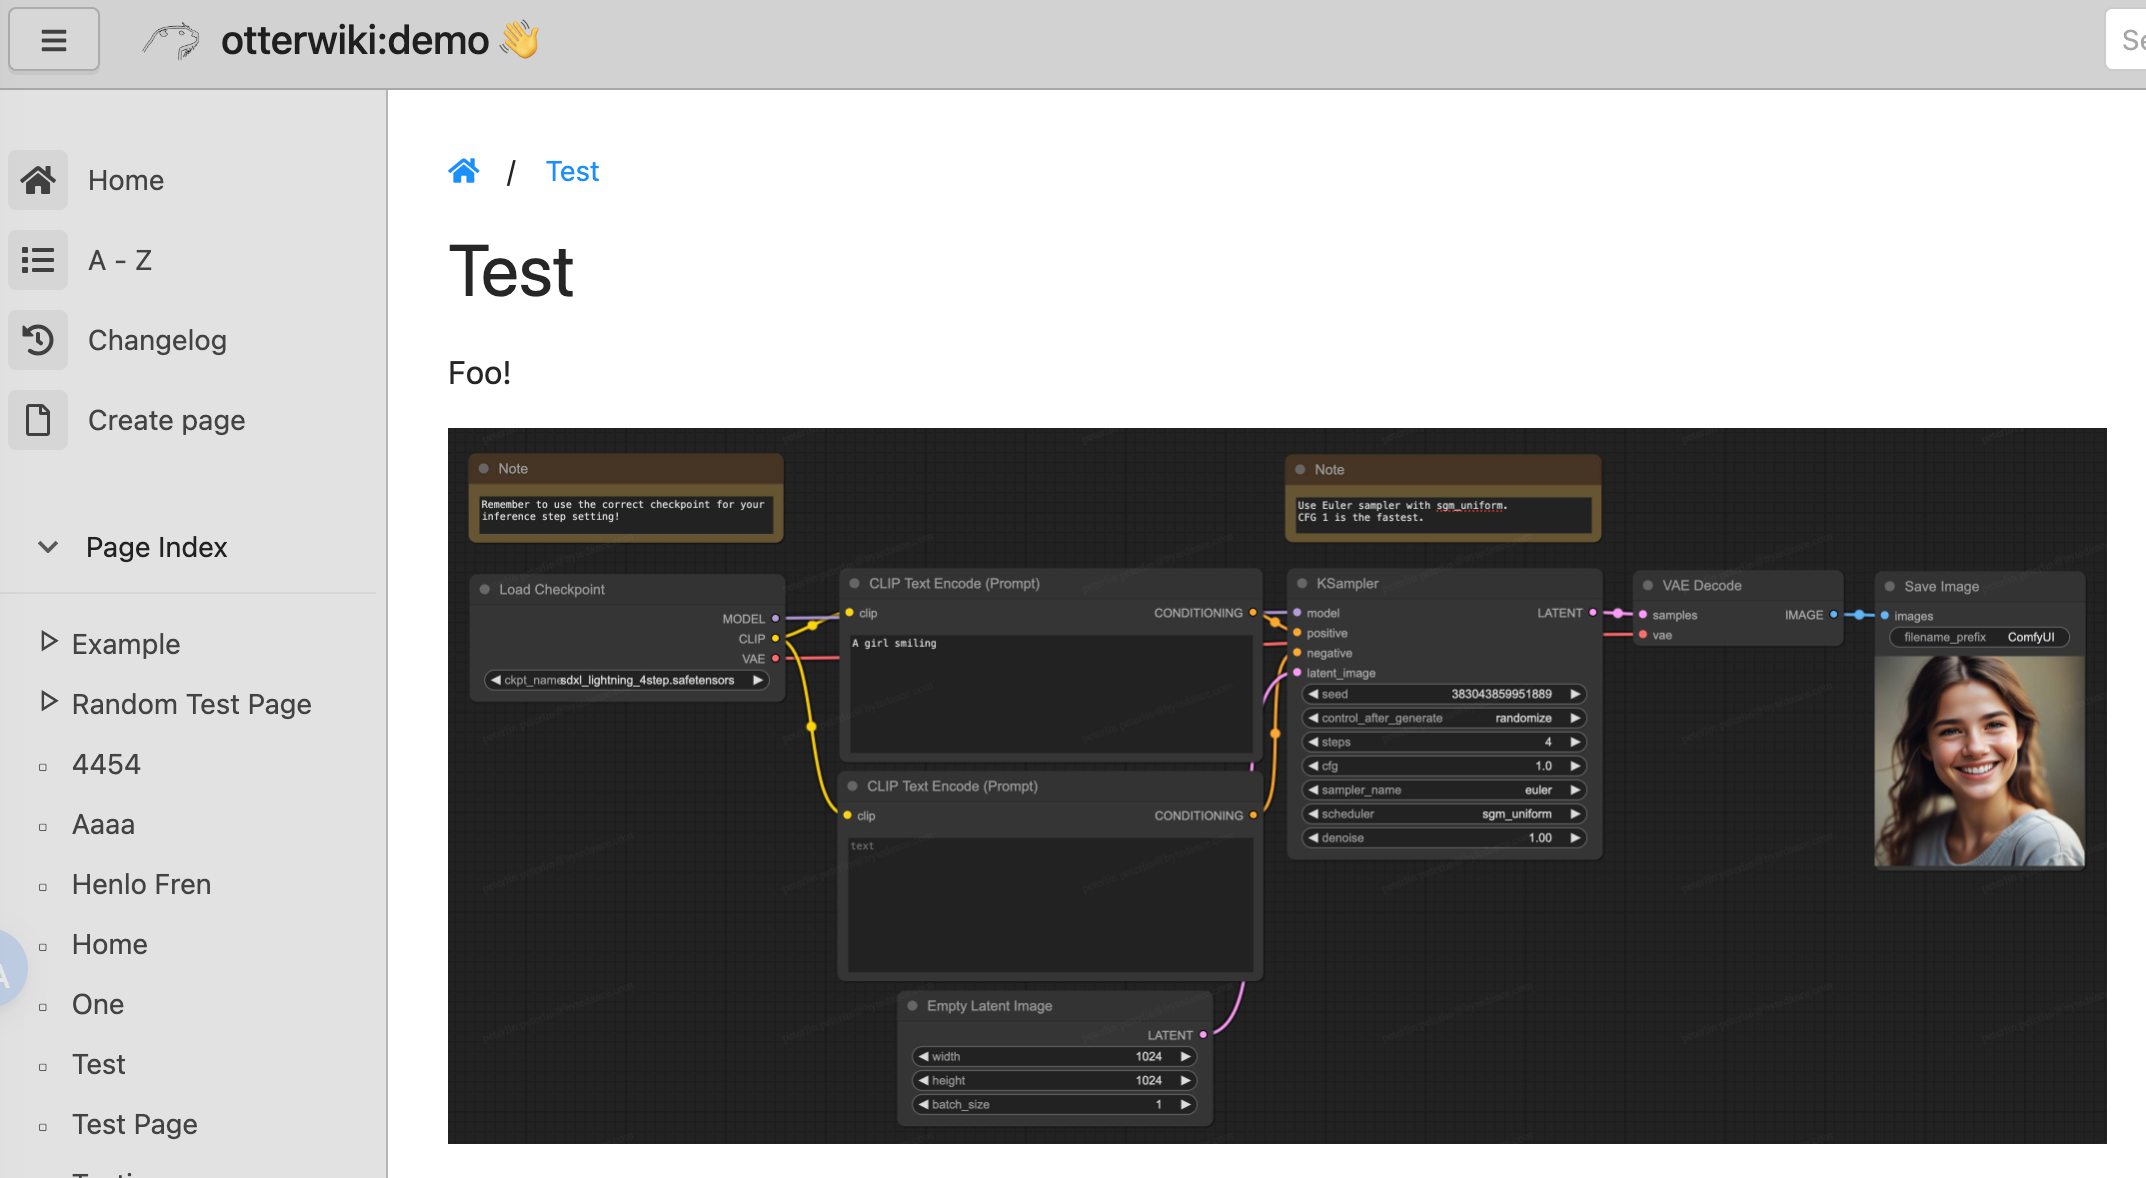 otterwiki:demo 👋
Home
A - Z
Changelog
Create page
Page Index
Example
Random Test Page
4454
Aaaa
Henlo Fren
Home
One
Test
Test Page
/ Test
Test
Foo!
Note
Remember to use the correct checkpoint for your
inference step setting!
Note
Use Euler sampler with sgm_uniform.
CFG 1 is the fastest.
Load Checkpoint
MODEL
CLIP
VAE
ckpt_name sdxl_lightning_4step.safetensors
CLIP Text Encode (Prompt)
clip CONDITIONING
A girl smiling
CLIP Text Encode (Prompt)
clip CONDITIONING
text
Empty Latent Image
LATENT
width 1024
height 1024
batch_size 1
KSampler
model LATENT
positive
negative
latent_image
seed 383043859951889
control_after_generate randomize
steps 4
cfg 1.0
sampler_name euler
scheduler sgm_uniform
denoise 1.00
VAE Decode
samples IMAGE
vae
Save Image
images
filename_prefix ComfyUI